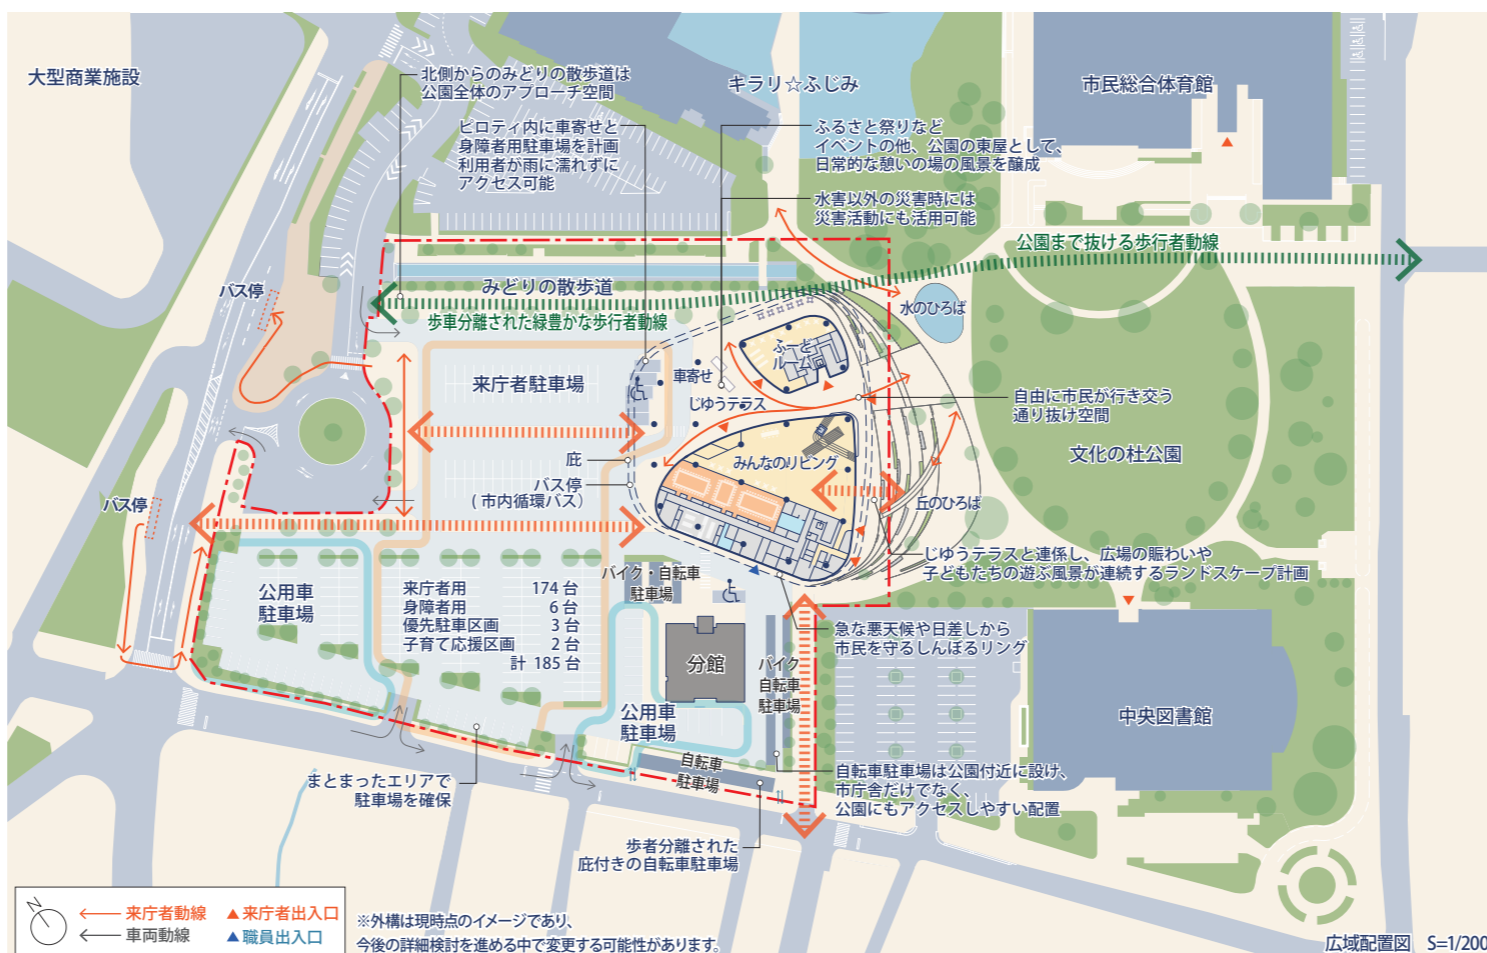 大型商業施設
北側からのみどりの散歩道は
公園全体のアプローチ空間
キラリ☆ふじみ
市民総合体育館
ピロティ内に車寄せと
身障者用駐車場を計画
利用者が雨に濡れずに
アクセス可能
ふるさと祭りなど
イベントの他、公園の東屋として、
日常的な憩いの場の風景を醸成
水害以外の災害時には
災害活動にも活用可能
公園まで抜ける歩行者動線
バス停
みどりの散歩道
歩車分離された緑豊かな歩行者動線
水のひろば
ふーど
ルーム
来庁者駐車場
車寄せ
じゆうテラス
自由に市民が行き交う
通り抜け空間
文化の杜公園
庇
バス停
(市内循環バス)
みんなのリビング
丘のひろば
バス停
じゆうテラスと連係し、広場の賑わいや
子どもたちの遊ぶ風景が連続するランドスケープ計画
公用車
駐車場
来庁者用 174台
身障者用 6台
優先駐車区画 3台
子育て応援区画 2台
計 185台
バイク・自転車
駐車場
急な悪天候や日差しから
市民を守るしんぼるリング
分館
バイク
自転車
駐車場
公用車
駐車場
中央図書館
自転車
駐車場
自転車駐車場は公園付近に設け、
市庁舎だけでなく、
公園にもアクセスしやすい配置
まとまったエリアで
駐車場を確保
歩者分離された
庇付きの自転車駐車場
N
来庁者動線
来庁者出入口
車両動線
職員出入口
※外構は現時点のイメージであり、
今後の詳細検討を進める中で変更する可能性があります。
広域配置図 S=1/200